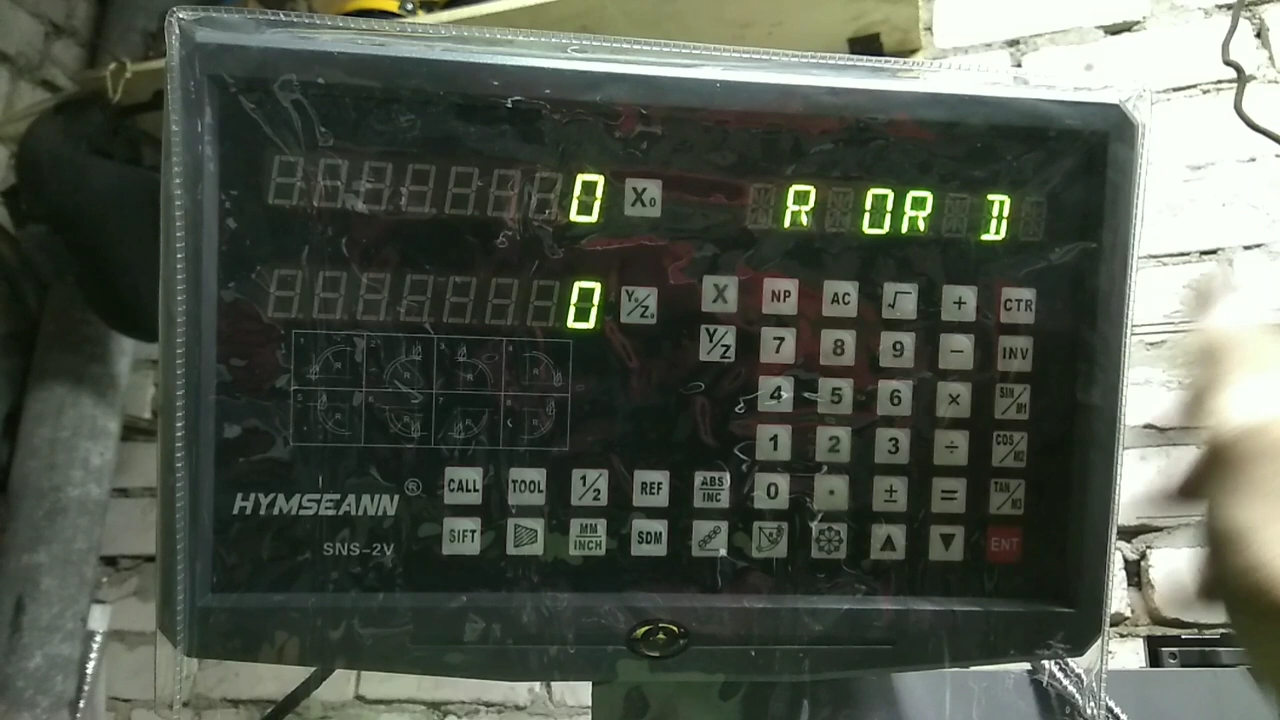 0 X₀ R OR D
0 Y₀/Z₀ X NP AC √ + CTR
Y/Z 7 8 9 − INV
4 5 6 × SIN/M1
1 2 3 ÷ COS/M2
CALL TOOL 1/2 REF ABS/INC 0 . ± = TAN/M3
HYMSEANN®
SNS-2V
SIFT MM/INCH SDM ▲ ▼ ENT